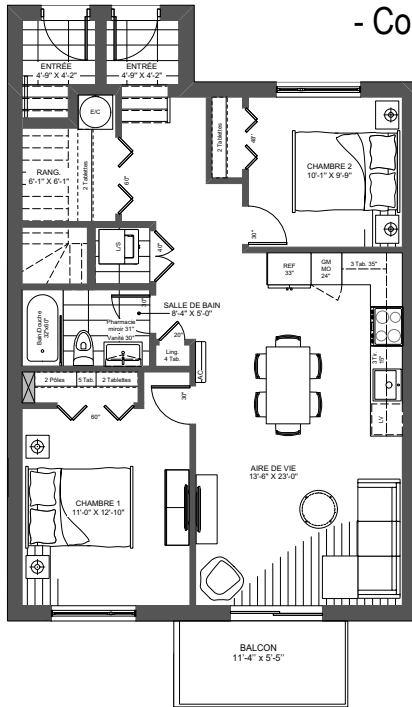 - Co
ENTRÉE
4'-9" X 4'-2"
ENTRÉE
4'-9" X 4'-2"
E/C
2 Tablettes
48"
CHAMBRE 2
10'-1" X 9'-9"
RANG.
6'-1" X 6'-1"
2 Tablettes
60"
L/S
40"
30"
REF
33"
GM
MO
24"
3 Tab. 35"
Bain Douche
32"x60"
30"
SALLE DE BAIN
8'-4" X 5'-0"
Pharmacie
miroir 31"
Vanité 30"
20"
Ling.
4 Tab.
AC
1Tir.
15"
LV
2 Pôles
5 Tab.
2 Tablettes
60"
30"
AIRE DE VIE
13'-6" X 23'-0"
CHAMBRE 1
11'-0" X 12'-10"
BALCON
11'-4" x 5'-5"